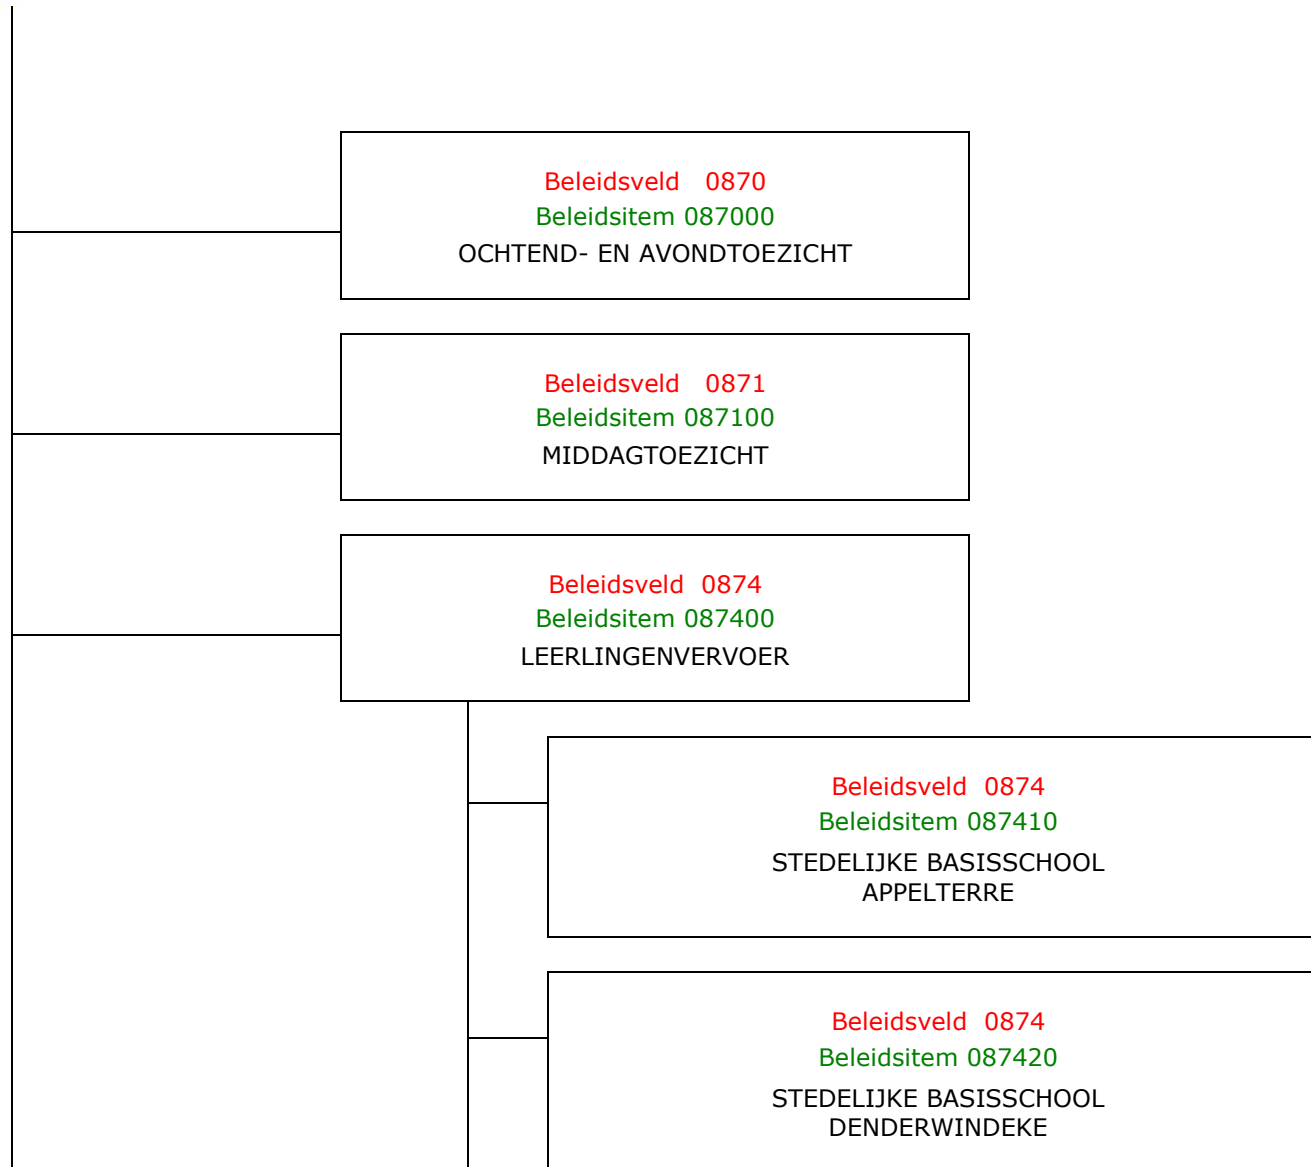 Beleidsveld 0870
Beleidsitem 087000
OCHTEND- EN AVONDTOEZICHT
Beleidsveld 0871
Beleidsitem 087100
MIDDAGTOEZICHT
Beleidsveld 0874
Beleidsitem 087400
LEERLINGENVERVOER
Beleidsveld 0874
Beleidsitem 087410
STEDELIJKE BASISSCHOOL
APPELTERRE
Beleidsveld 0874
Beleidsitem 087420
STEDELIJKE BASISSCHOOL
DENDERWINDEKE